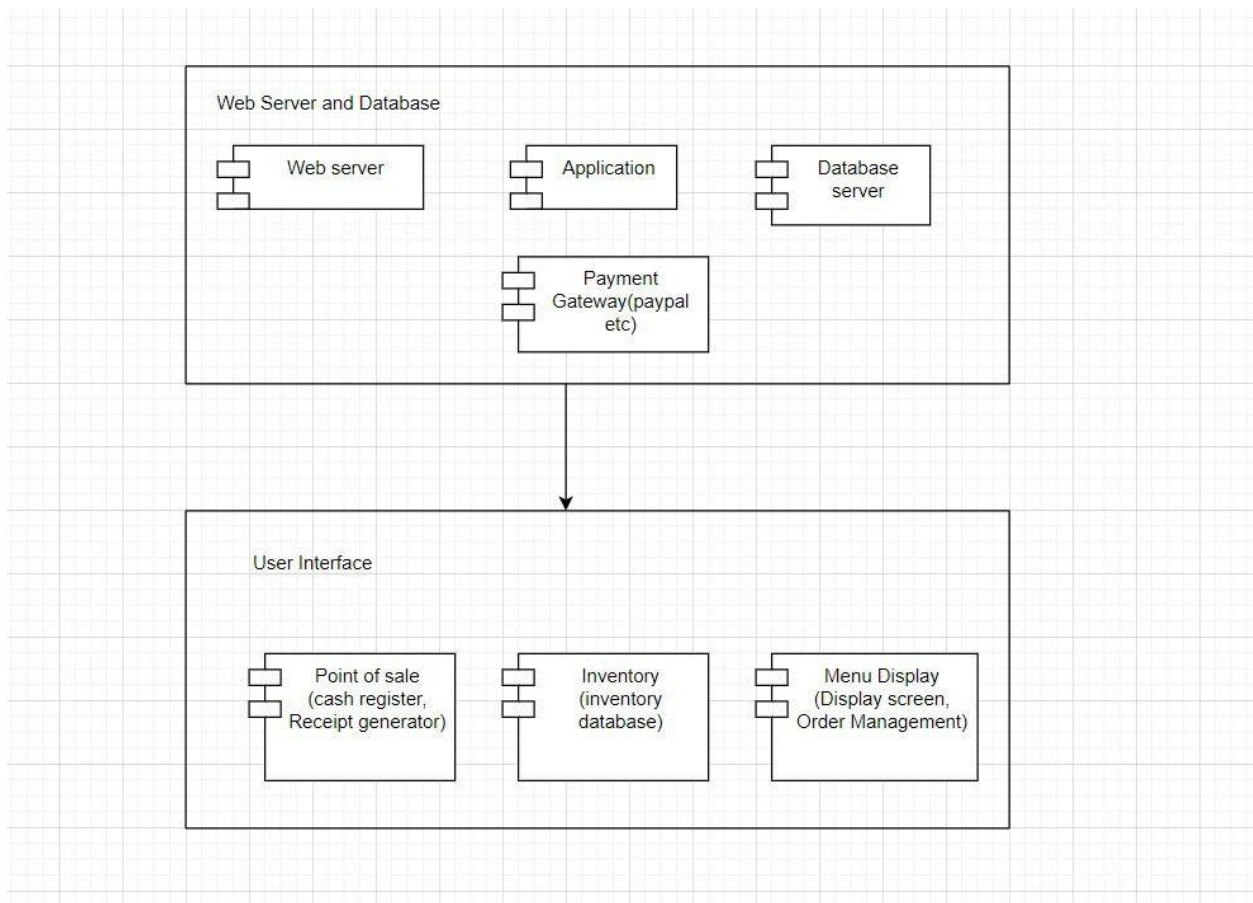 Web Server and Database
Web server
Application
Database
server
Payment
Gateway(paypal
etc)
User Interface
Point of sale
(cash register,
Receipt generator)
Inventory
(inventory
database)
Menu Display
(Display screen,
Order Management)